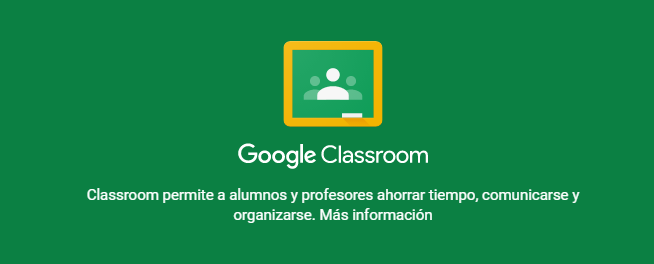 Google Classroom
Classroom permite a alumnos y profesores ahorrar tiempo, comunicarse y
organizarse. Más información